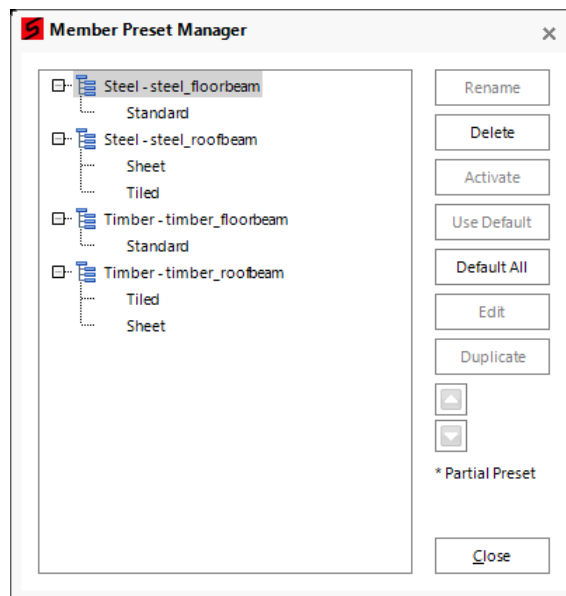 Member Preset Manager
Steel - steel_floorbeam
Standard
Steel - steel_roofbeam
Sheet
Tiled
Timber - timber_floorbeam
Standard
Timber - timber_roofbeam
Tiled
Sheet
Rename
Delete
Activate
Use Default
Default All
Edit
Duplicate
* Partial Preset
Close